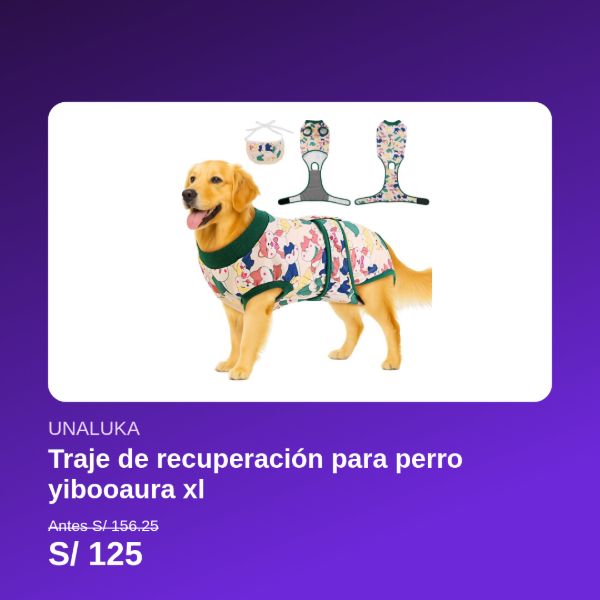 UNALUKA
Traje de recuperación para perro
yibooaura xl
Antes S/ 156.25
S/ 125